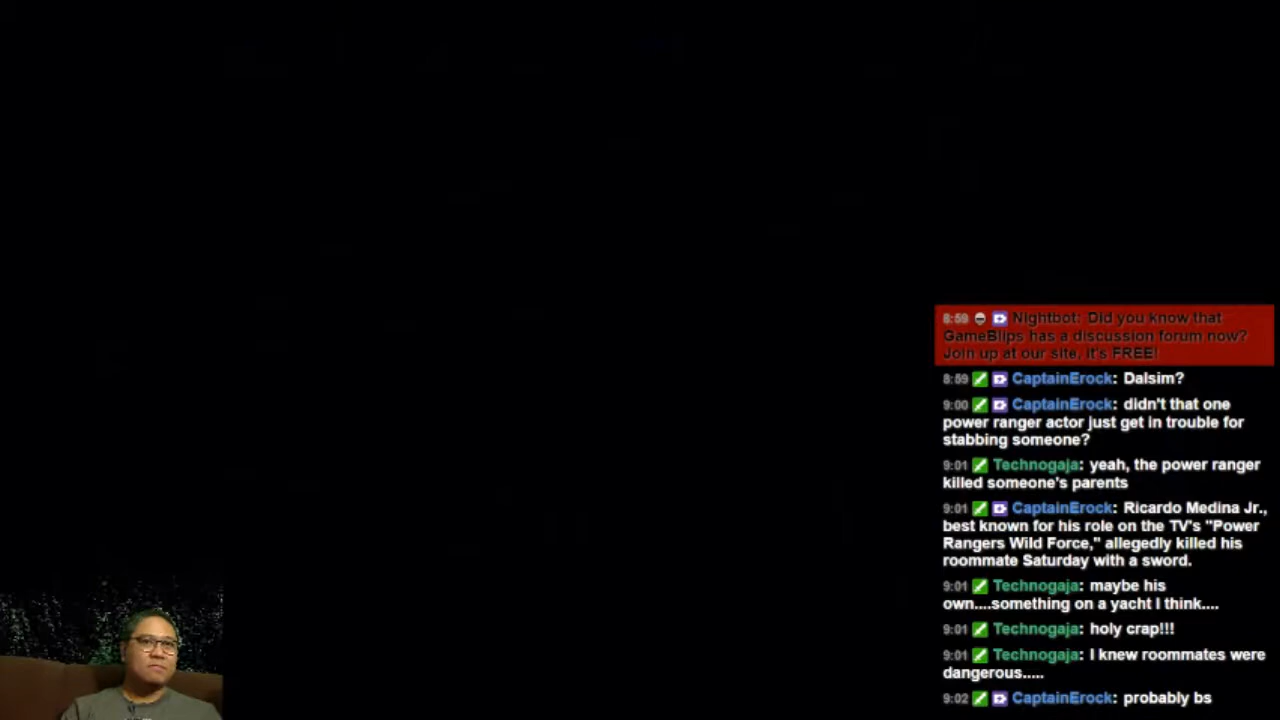 8:59 Nightbot: Did you know that
GameBlips has a discussion forum now?
Join up at our site, it's FREE!
8:59 CaptainErock: Dalsim?
9:00 CaptainErock: didn't that one
power ranger actor just get in trouble for
stabbing someone?
9:01 Technogaja: yeah, the power ranger
killed someone's parents
9:01 CaptainErock: Ricardo Medina Jr.,
best known for his role on the TV's "Power
Rangers Wild Force," allegedly killed his
roommate Saturday with a sword.
9:01 Technogaja: maybe his
own....something on a yacht I think....
9:01 Technogaja: holy crap!!!
9:01 Technogaja: I knew roommates were
dangerous.....
9:02 CaptainErock: probably bs